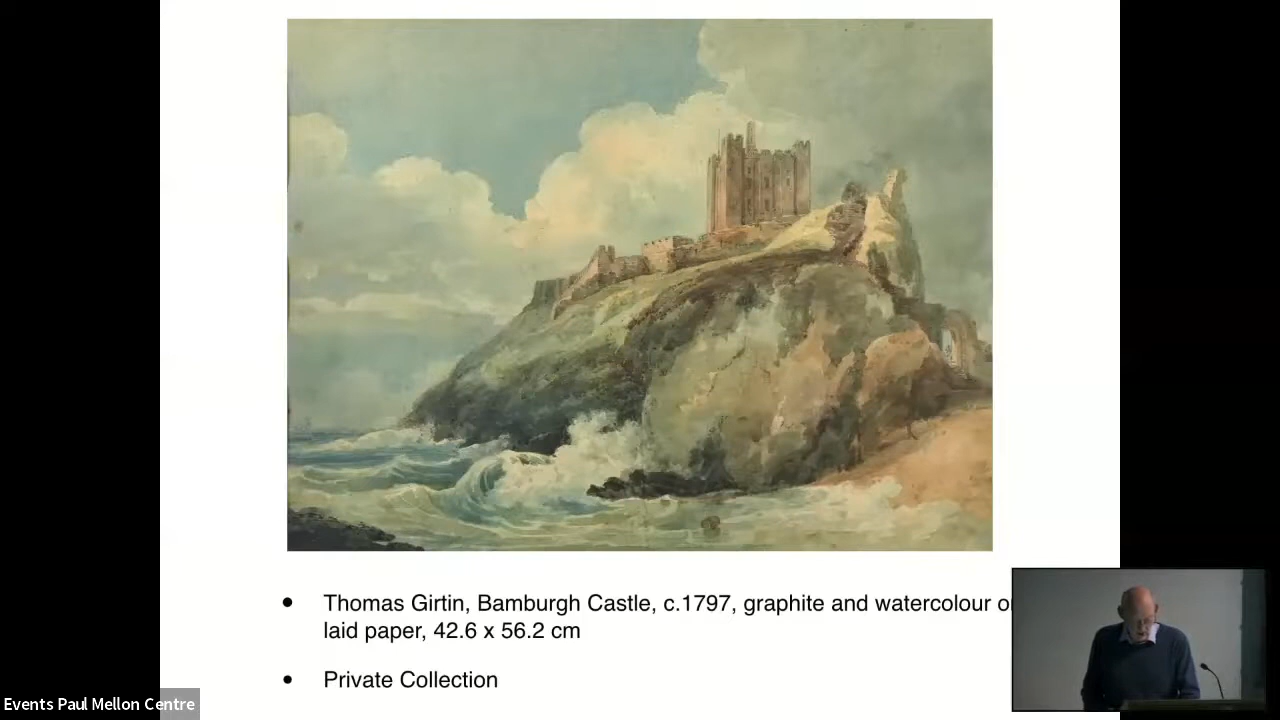 Thomas Girtin, Bamburgh Castle, c.1797, graphite and watercolour
laid paper, 42.6 x 56.2 cm
Private Collection
Events Paul Mellon Centre